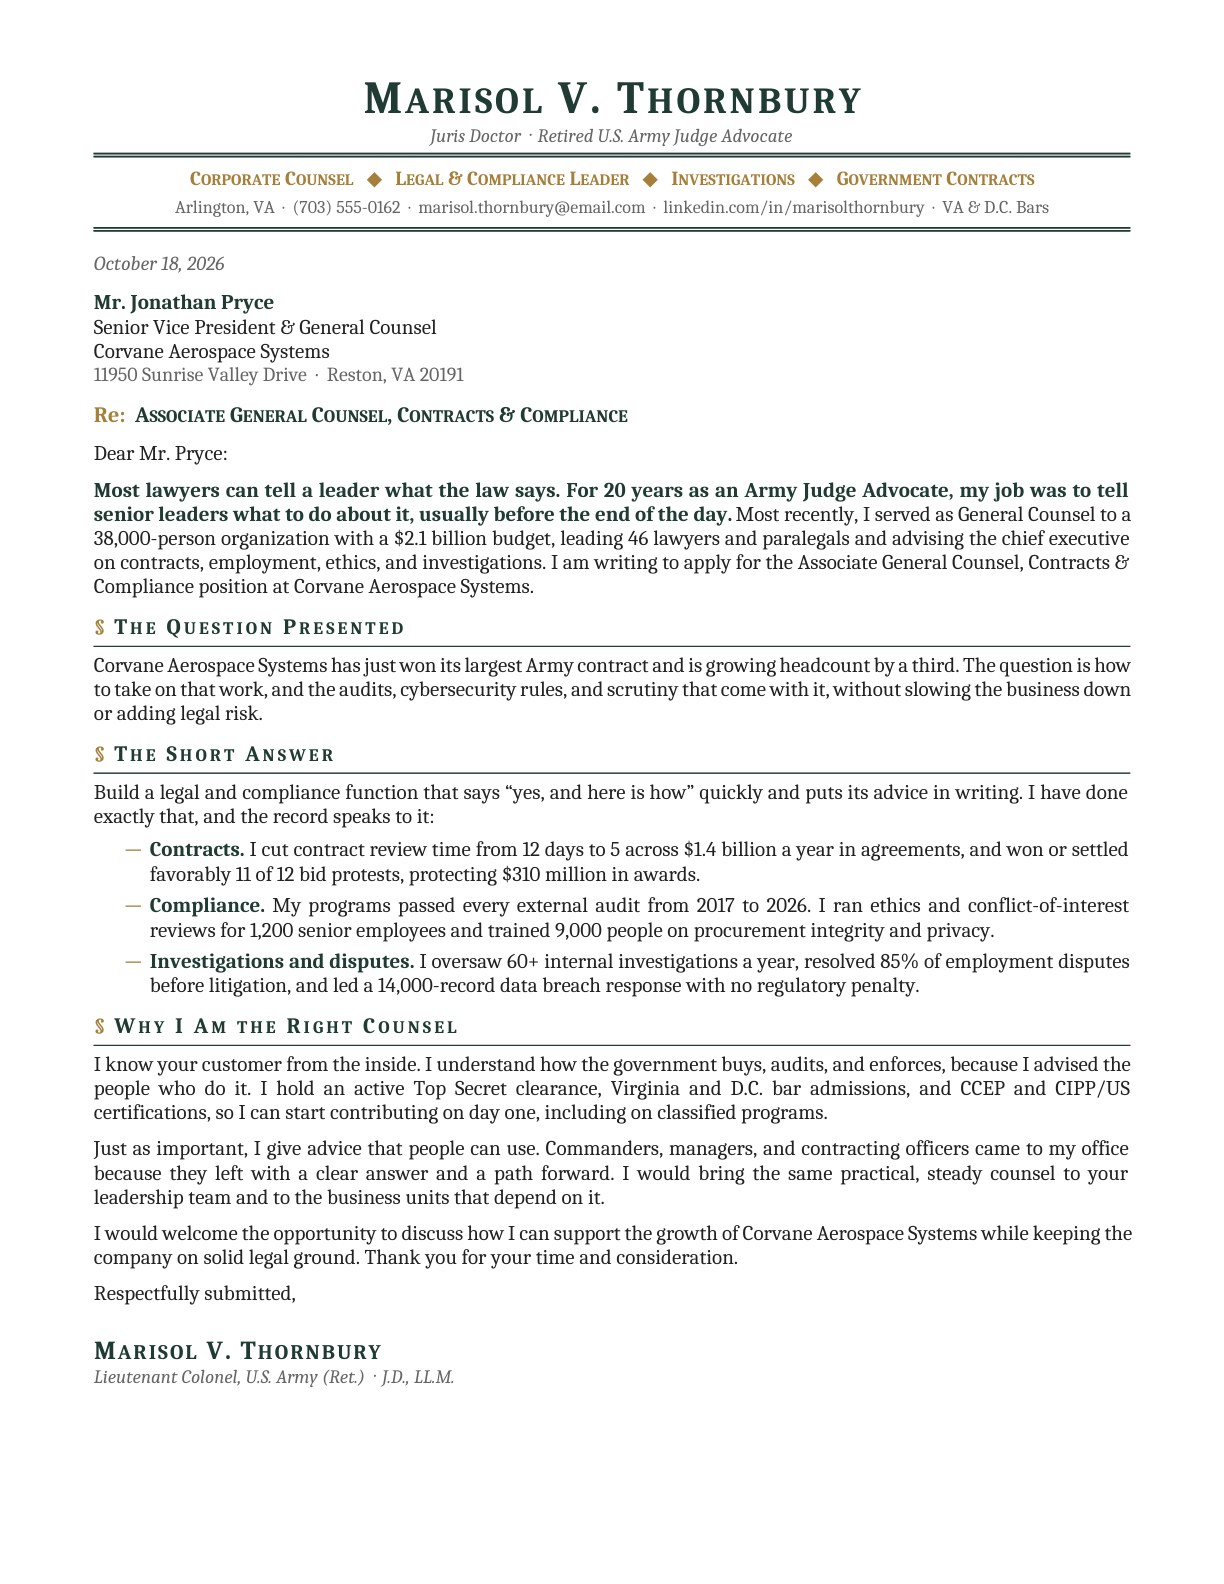 Marisol V. Thornbury
Juris Doctor · Retired U.S. Army Judge Advocate
Corporate Counsel ◆ Legal & Compliance Leader ◆ Investigations ◆ Government Contracts
Arlington, VA · (703) 555-0162 · marisol.thornbury@email.com · linkedin.com/in/marisolthornbury · VA & D.C. Bars
October 18, 2026
Mr. Jonathan Pryce
Senior Vice President & General Counsel
Corvane Aerospace Systems
11950 Sunrise Valley Drive · Reston, VA 20191
Re: Associate General Counsel, Contracts & Compliance
Dear Mr. Pryce:
Most lawyers can tell a leader what the law says. For 20 years as an Army Judge Advocate, my job was to tell
senior leaders what to do about it, usually before the end of the day. Most recently, I served as General Counsel to a
38,000-person organization with a $2.1 billion budget, leading 46 lawyers and paralegals and advising the chief executive
on contracts, employment, ethics, and investigations. I am writing to apply for the Associate General Counsel, Contracts &
Compliance position at Corvane Aerospace Systems.
§ The Question Presented
Corvane Aerospace Systems has just won its largest Army contract and is growing headcount by a third. The question is how
to take on that work, and the audits, cybersecurity rules, and scrutiny that come with it, without slowing the business down
or adding legal risk.
§ The Short Answer
Build a legal and compliance function that says “yes, and here is how” quickly and puts its advice in writing. I have done
exactly that, and the record speaks to it:
— Contracts. I cut contract review time from 12 days to 5 across $1.4 billion a year in agreements, and won or settled
favorably 11 of 12 bid protests, protecting $310 million in awards.
— Compliance. My programs passed every external audit from 2017 to 2026. I ran ethics and conflict-of-interest
reviews for 1,200 senior employees and trained 9,000 people on procurement integrity and privacy.
— Investigations and disputes. I oversaw 60+ internal investigations a year, resolved 85% of employment disputes
before litigation, and led a 14,000-record data breach response with no regulatory penalty.
§ Why I Am the Right Counsel
I know your customer from the inside. I understand how the government buys, audits, and enforces, because I advised the
people who do it. I hold an active Top Secret clearance, Virginia and D.C. bar admissions, and CCEP and CIPP/US
certifications, so I can start contributing on day one, including on classified programs.
Just as important, I give advice that people can use. Commanders, managers, and contracting officers came to my office
because they left with a clear answer and a path forward. I would bring the same practical, steady counsel to your
leadership team and to the business units that depend on it.
I would welcome the opportunity to discuss how I can support the growth of Corvane Aerospace Systems while keeping the
company on solid legal ground. Thank you for your time and consideration.
Respectfully submitted,
Marisol V. Thornbury
Lieutenant Colonel, U.S. Army (Ret.) · J.D., LL.M.